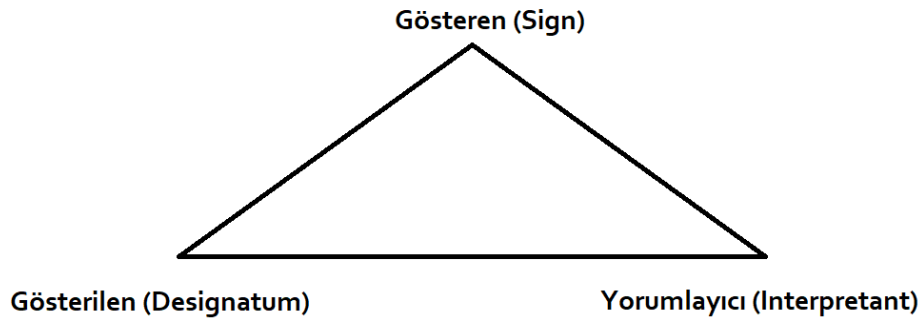 Gösteren (Sign)
Gösterilen (Designatum)
Yorumlayıcı (Interpretant)